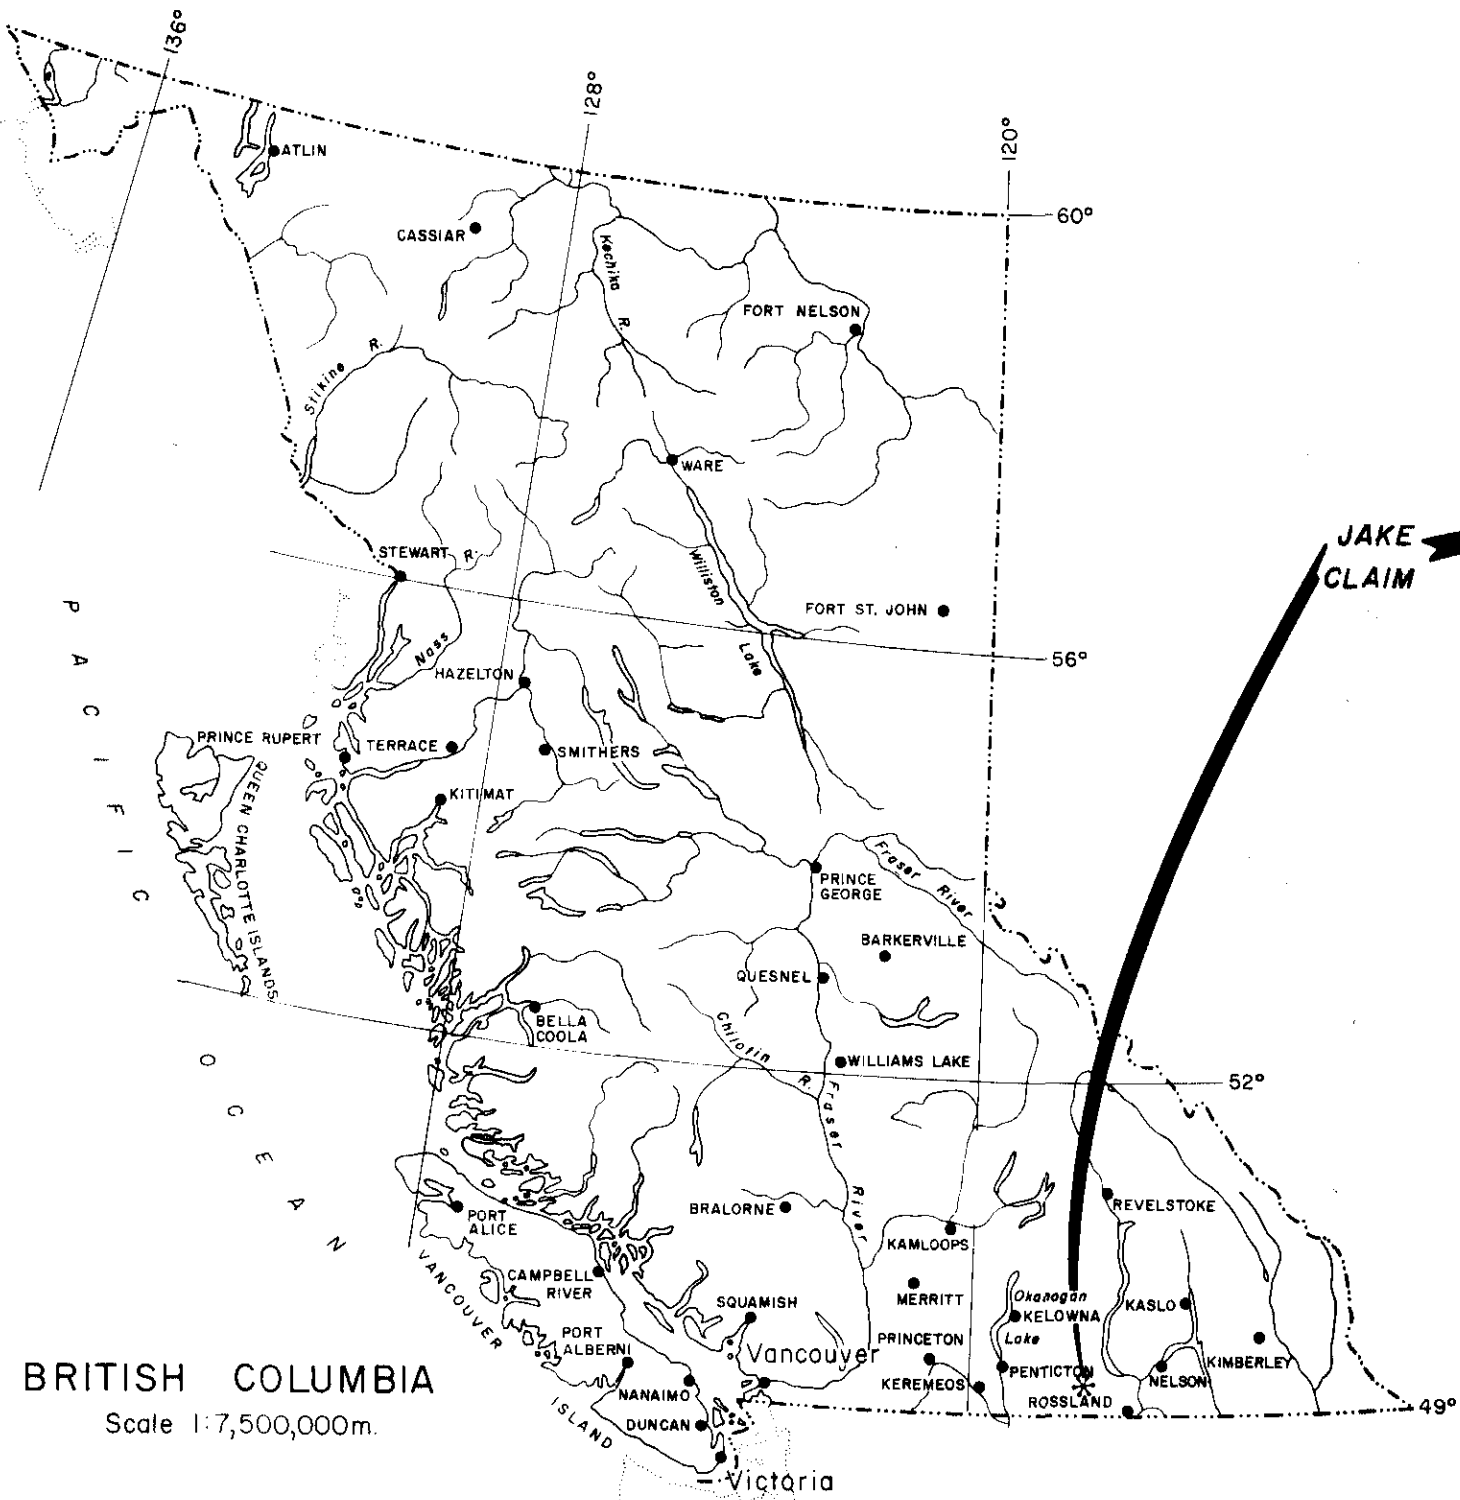 136°
128°
120°
ATLIN
60°
CASSIAR
Kechika R.
FORT NELSON
Stikine R.
WARE
JAKE
CLAIM
STEWART
Nass R.
Williston Lake
FORT ST. JOHN
56°
HAZELTON
PRINCE RUPERT
TERRACE
SMITHERS
KITIMAT
QUEEN CHARLOTTE ISLANDS
PACIFIC OCEAN
PRINCE
GEORGE
Fraser River
BARKERVILLE
QUESNEL
BELLA
COOLA
Chilotin R.
WILLIAMS LAKE
52°
Fraser River
PORT
ALICE
BRALORNE
REVELSTOKE
KAMLOOPS
VANCOUVER ISLAND
CAMPBELL
RIVER
SQUAMISH
MERRITT
Okanagan Lake
KELOWNA
KASLO
PORT
ALBERNI
Vancouver
PRINCETON
PENTICTON
KIMBERLEY
NELSON
KEREMEOS
ROSSLAND
NANAIMO
DUNCAN
49°
Victoria
BRITISH COLUMBIA
Scale 1:7,500,000m.